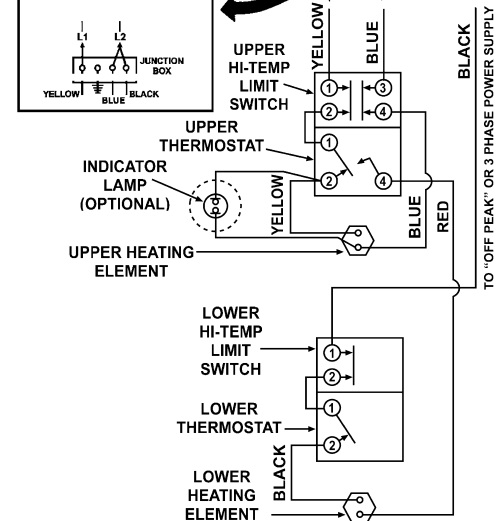 L1 L2
JUNCTION
BOX
YELLOW
BLUE
BLACK
YELLOW
BLUE
BLACK
TO "OFF PEAK" OR 3 PHASE POWER SUPPLY
UPPER
HI-TEMP
LIMIT
SWITCH
1 3
2 4
UPPER
THERMOSTAT
1
2 4
INDICATOR
LAMP
(OPTIONAL)
YELLOW
BLUE
RED
UPPER HEATING
ELEMENT
LOWER
HI-TEMP
LIMIT
SWITCH
1
2
LOWER
THERMOSTAT
1
2
BLACK
LOWER
HEATING
ELEMENT